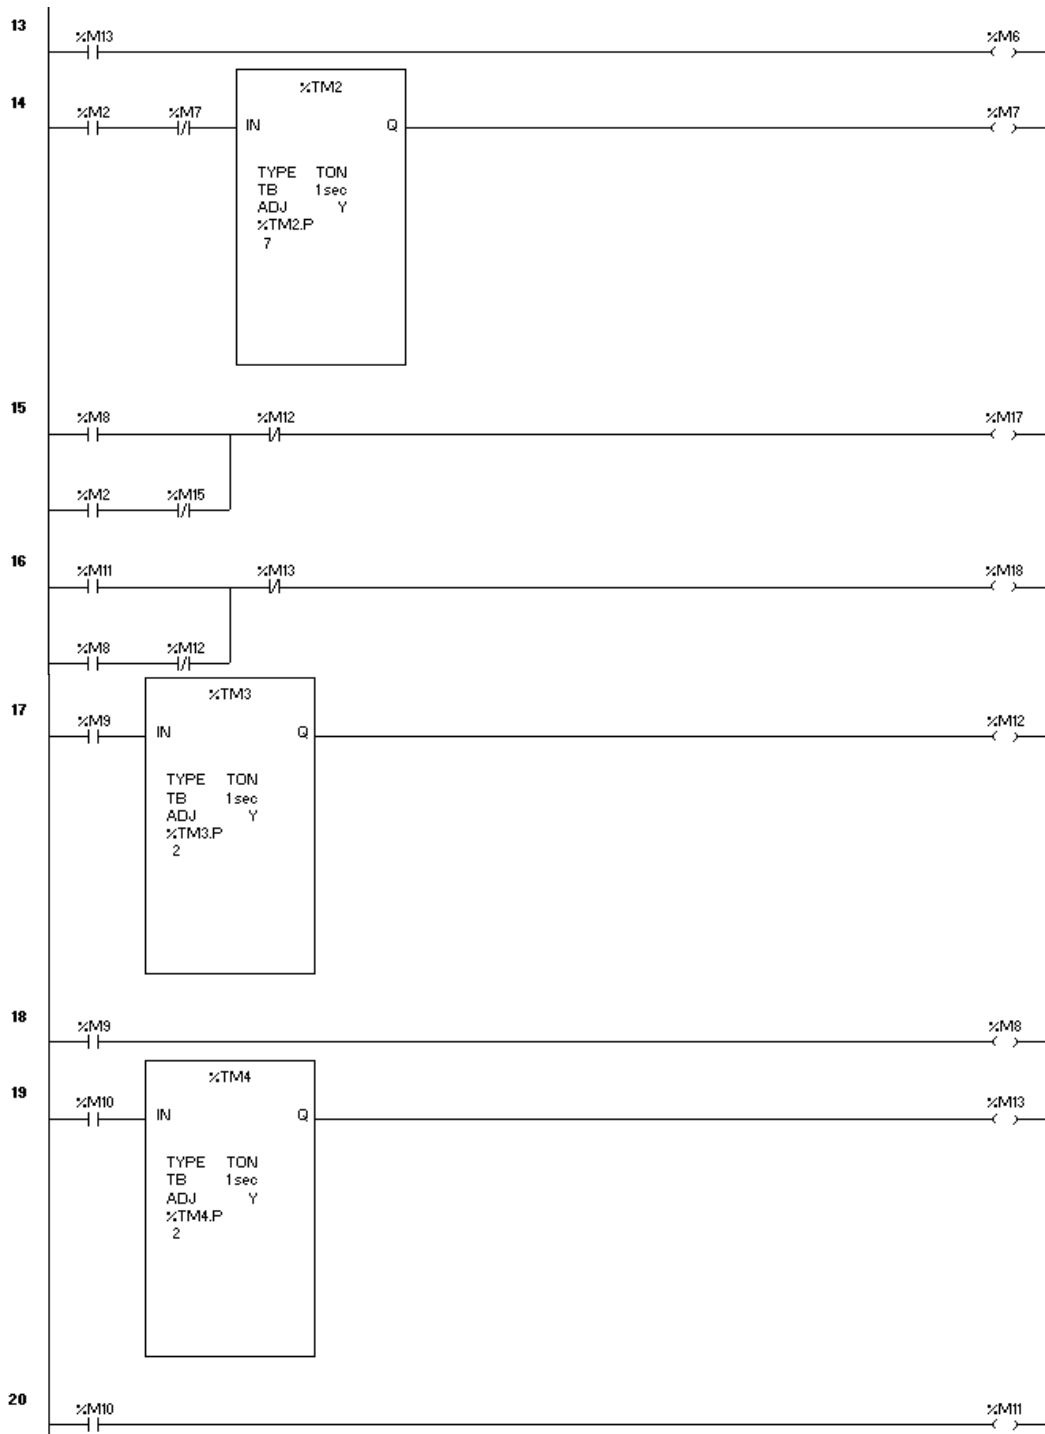 13
%M13 %M6
%TM2
14
%M2 %M7 %M7
IN Q
TYPE TON
TB 1sec
ADJ Y
%TM2.P
7
15
%M8 %M12 %M17
%M2 %M15
16
%M11 %M13 %M18
%M8 %M12
%TM3
17
%M9 %M12
IN Q
TYPE TON
TB 1sec
ADJ Y
%TM3.P
2
18
%M9 %M8
%TM4
19
%M10 %M13
IN Q
TYPE TON
TB 1sec
ADJ Y
%TM4.P
2
20
%M10 %M11